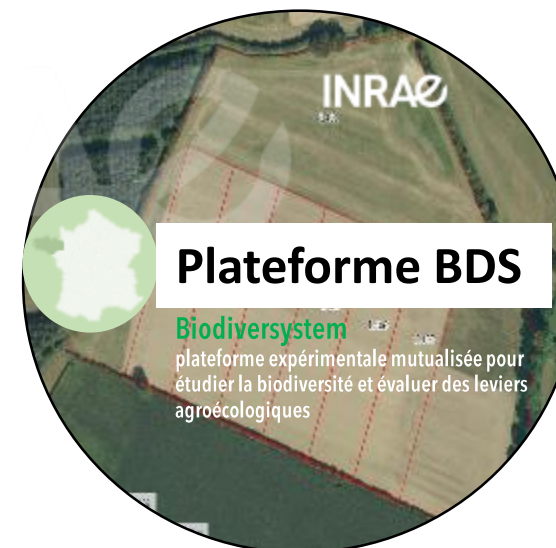 INRAE
Plateforme BDS
Biodiversystem
plateforme expérimentale mutualisée pour
étudier la biodiversité et évaluer des leviers
agroécologiques